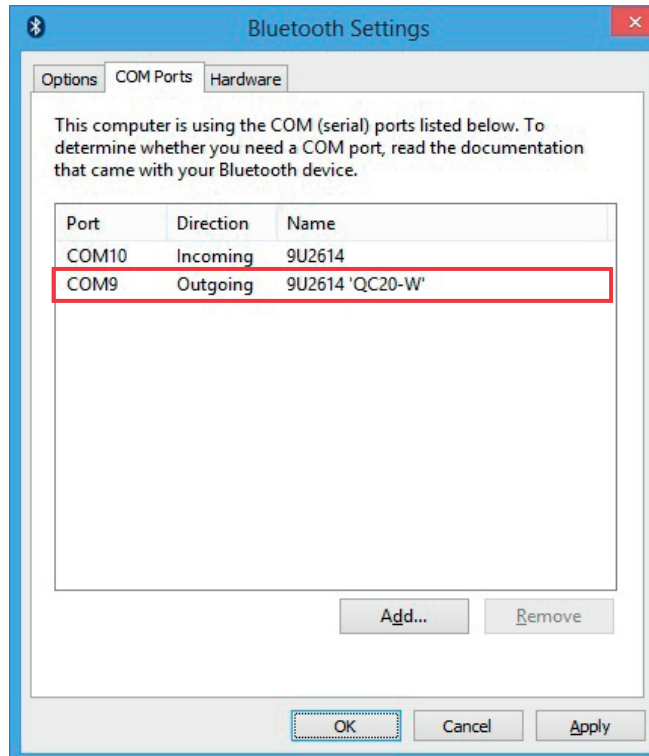 Bluetooth Settings
Options COM Ports Hardware
This computer is using the COM (serial) ports listed below. To
determine whether you need a COM port, read the documentation
that came with your Bluetooth device.
Port Direction Name
COM10 Incoming 9U2614
COM9 Outgoing 9U2614 'QC20-W'
Add... Remove
OK Cancel Apply